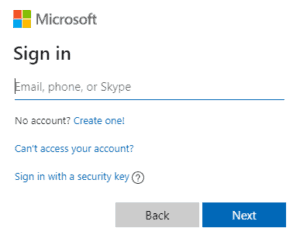 Microsoft
Sign in
Email, phone, or Skype
No account? Create one!
Can't access your account?
Sign in with a security key ?
Back Next